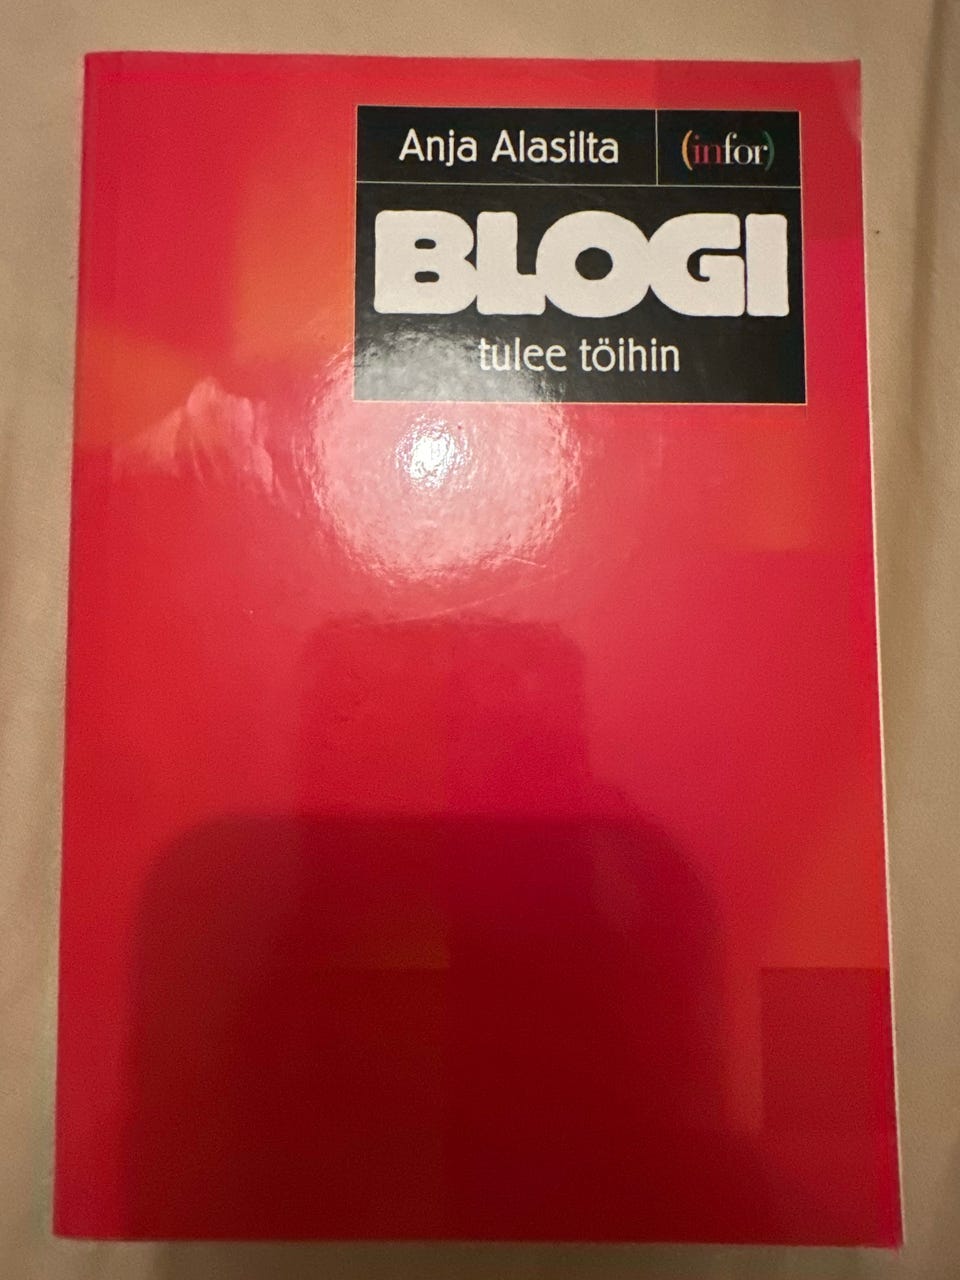 Anja Alasilta
(infor)
BLOGI
tulee töihin